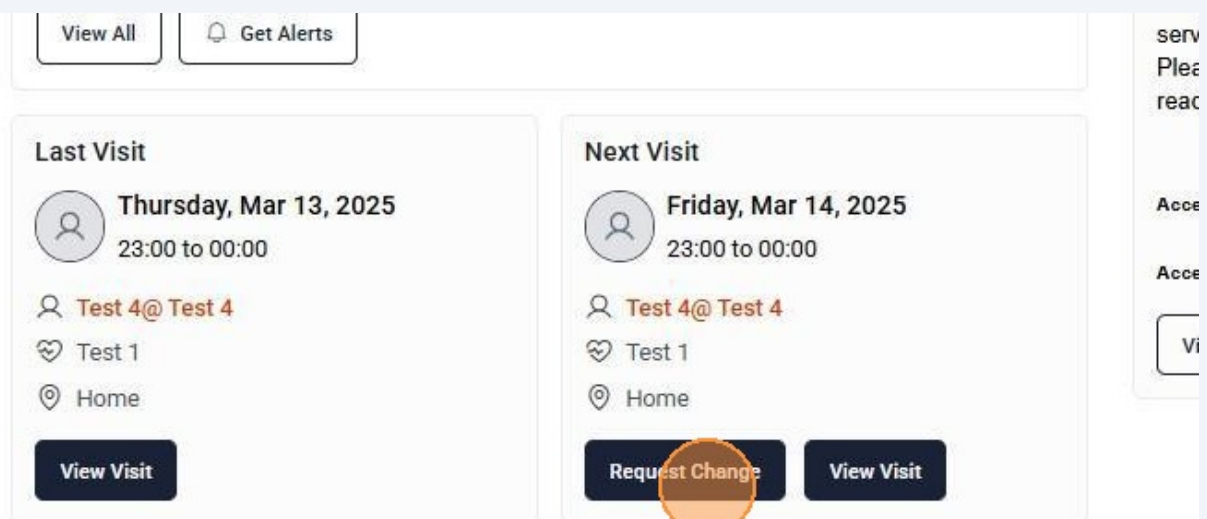 View All
Get Alerts
Last Visit
Thursday, Mar 13, 2025
23:00 to 00:00
Test 4@ Test 4
Test 1
Home
View Visit
Next Visit
Friday, Mar 14, 2025
23:00 to 00:00
Test 4@ Test 4
Test 1
Home
Request Change
View Visit